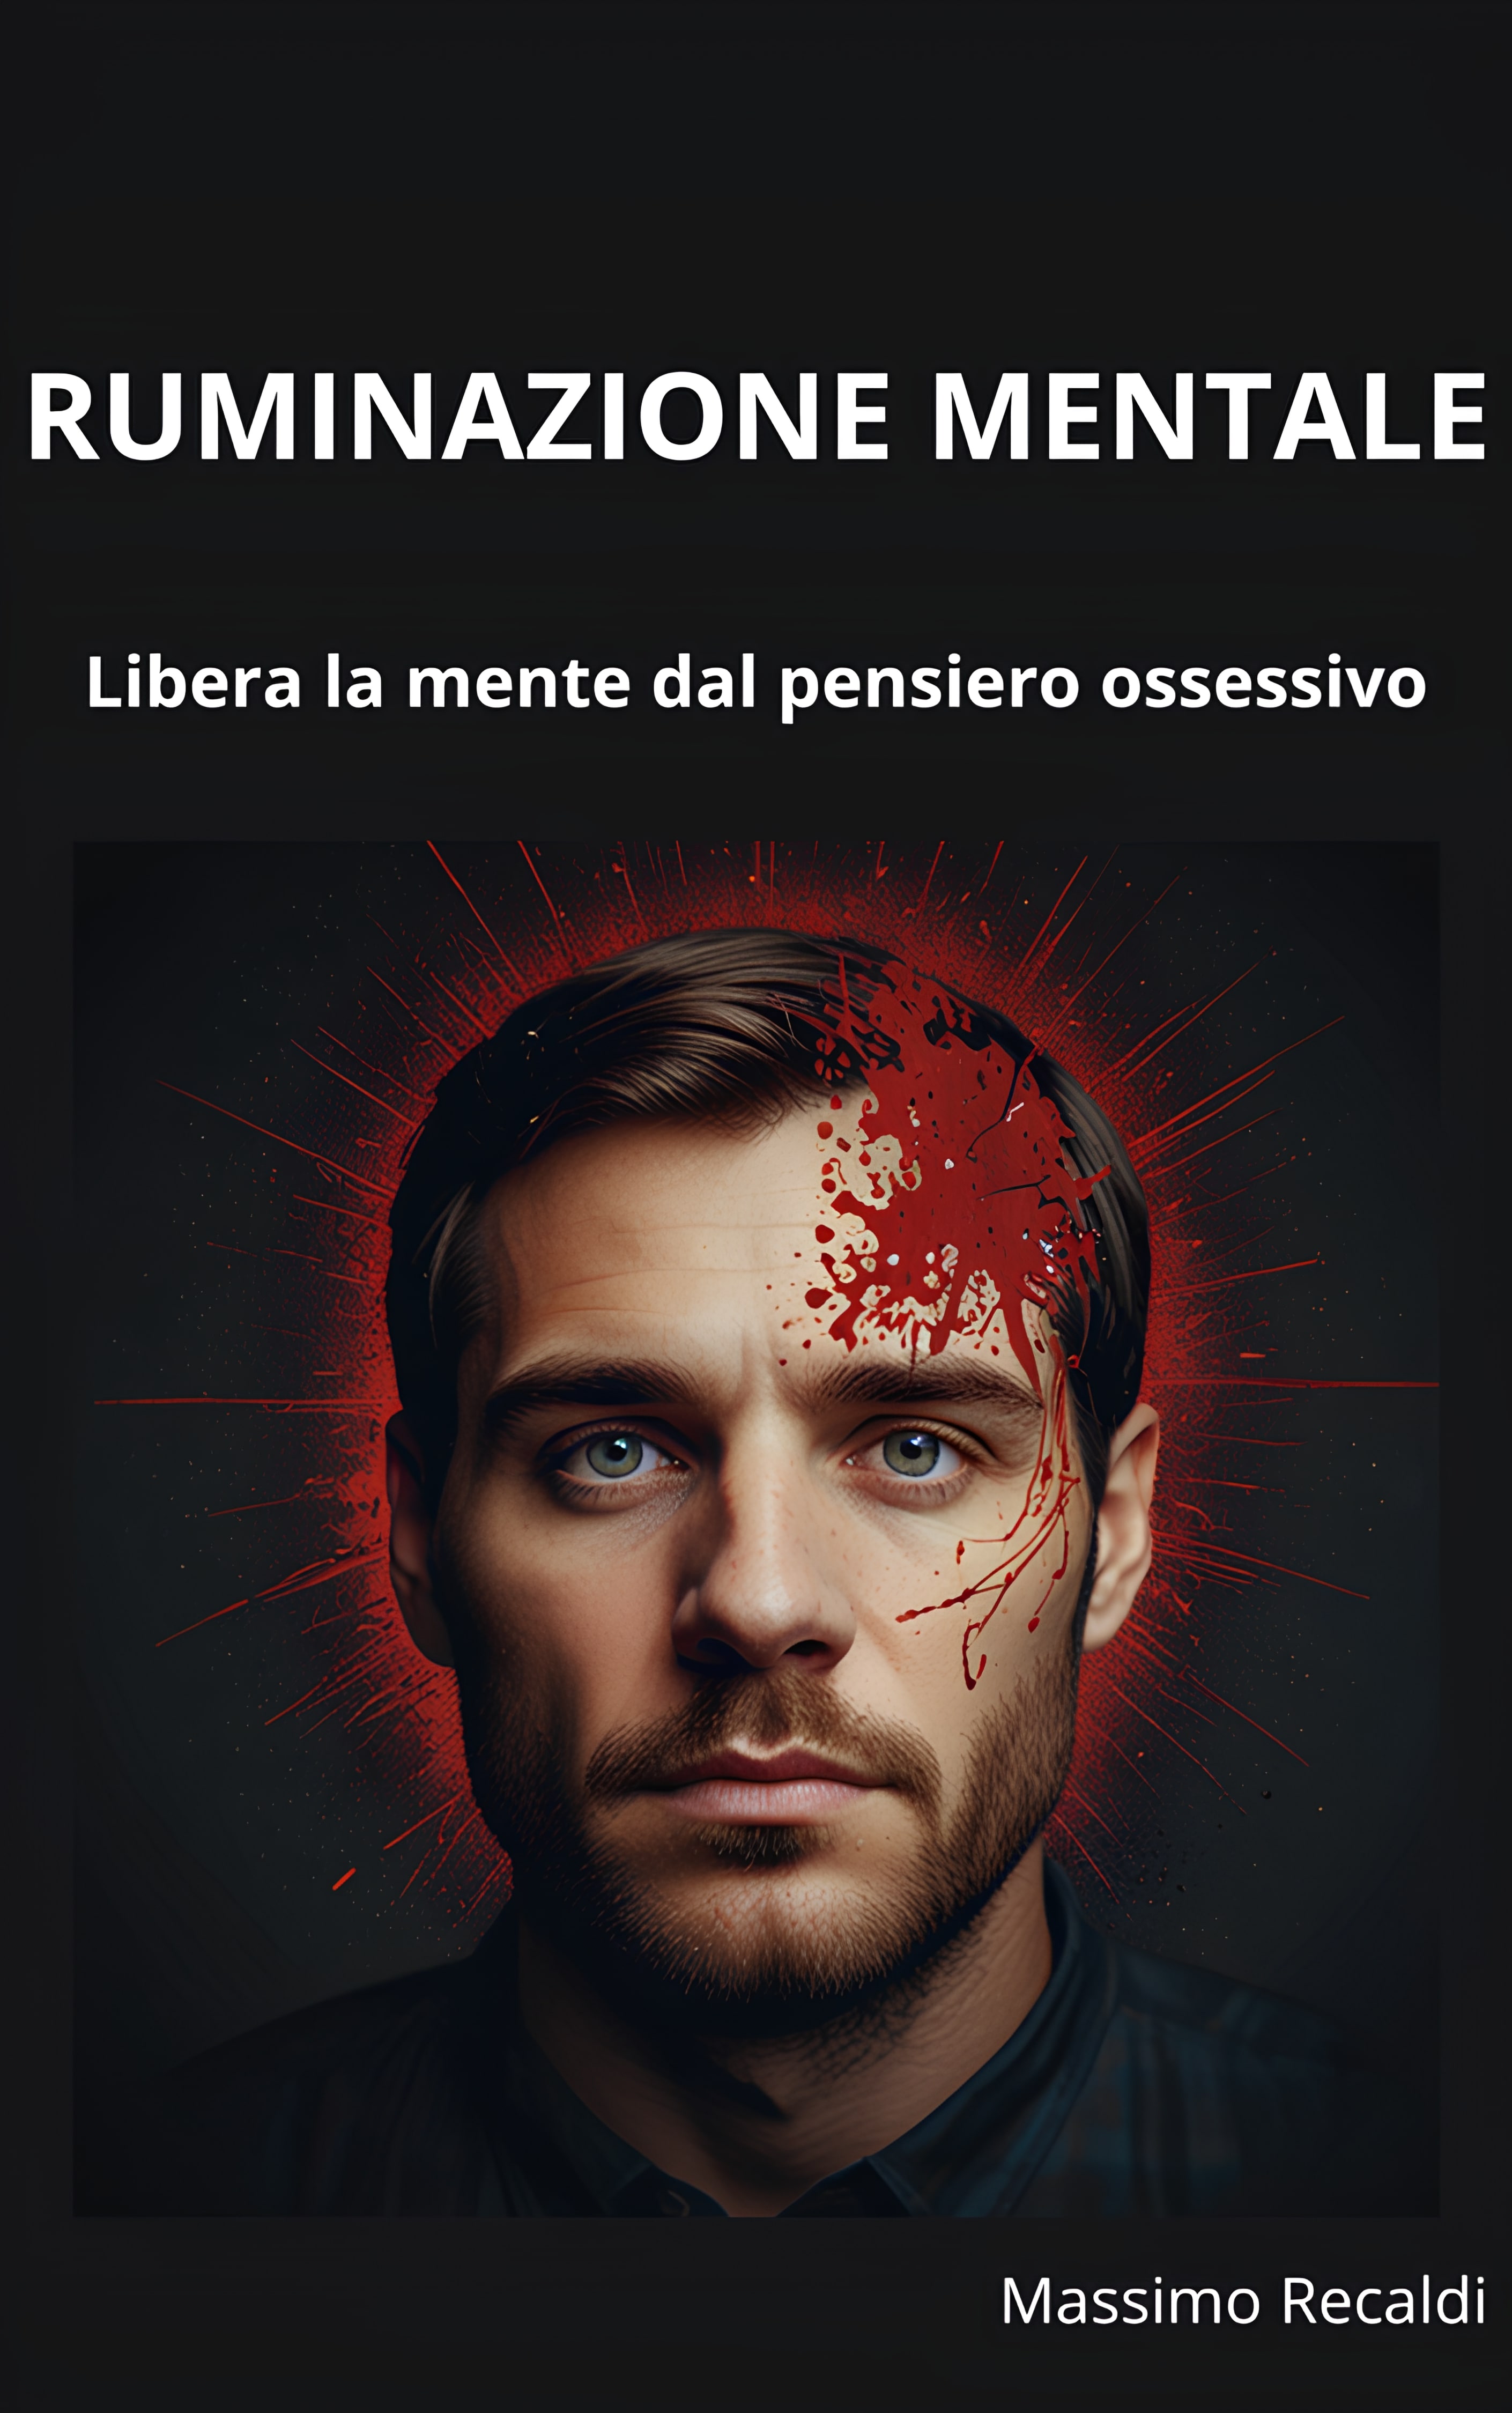 RUMINAZIONE MENTALE
Libera la mente dal pensiero ossessivo
Massimo Recaldi